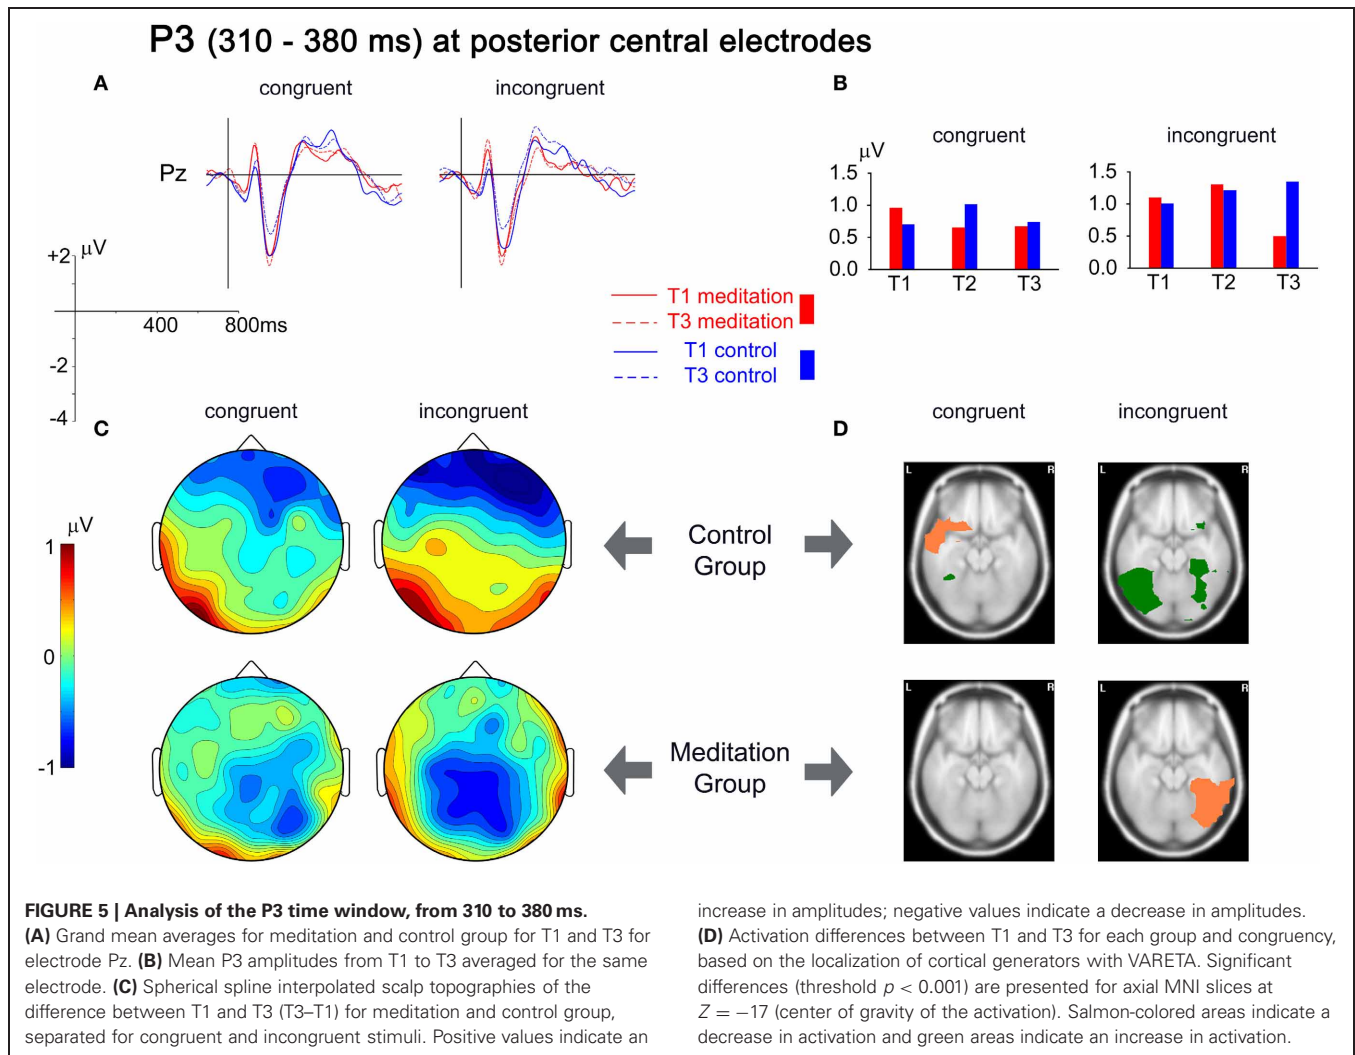 P3 (310 - 380 ms) at posterior central electrodes
A
congruent
incongruent
Pz
+2
μV
400
800ms
-2
-4
T1 meditation
T3 meditation
T1 control
T3 control
B
congruent
incongruent
μV
1.5
1.0
0.5
0.0
T1
T2
T3
1.5
1.0
0.5
0.0
T1
T2
T3
C
congruent
incongruent
μV
1
0
-1
Control
Group
Meditation
Group
D
congruent
incongruent
L
R
L
R
L
R
L
R
FIGURE 5 | Analysis of the P3 time window, from 310 to 380 ms.
(A) Grand mean averages for meditation and control group for T1 and T3 for
electrode Pz. (B) Mean P3 amplitudes from T1 to T3 averaged for the same
electrode. (C) Spherical spline interpolated scalp topographies of the
difference between T1 and T3 (T3–T1) for meditation and control group,
separated for congruent and incongruent stimuli. Positive values indicate an
increase in amplitudes; negative values indicate a decrease in amplitudes.
(D) Activation differences between T1 and T3 for each group and congruency,
based on the localization of cortical generators with VARETA. Significant
differences (threshold p < 0.001) are presented for axial MNI slices at
Z = −17 (center of gravity of the activation). Salmon-colored areas indicate a
decrease in activation and green areas indicate an increase in activation.